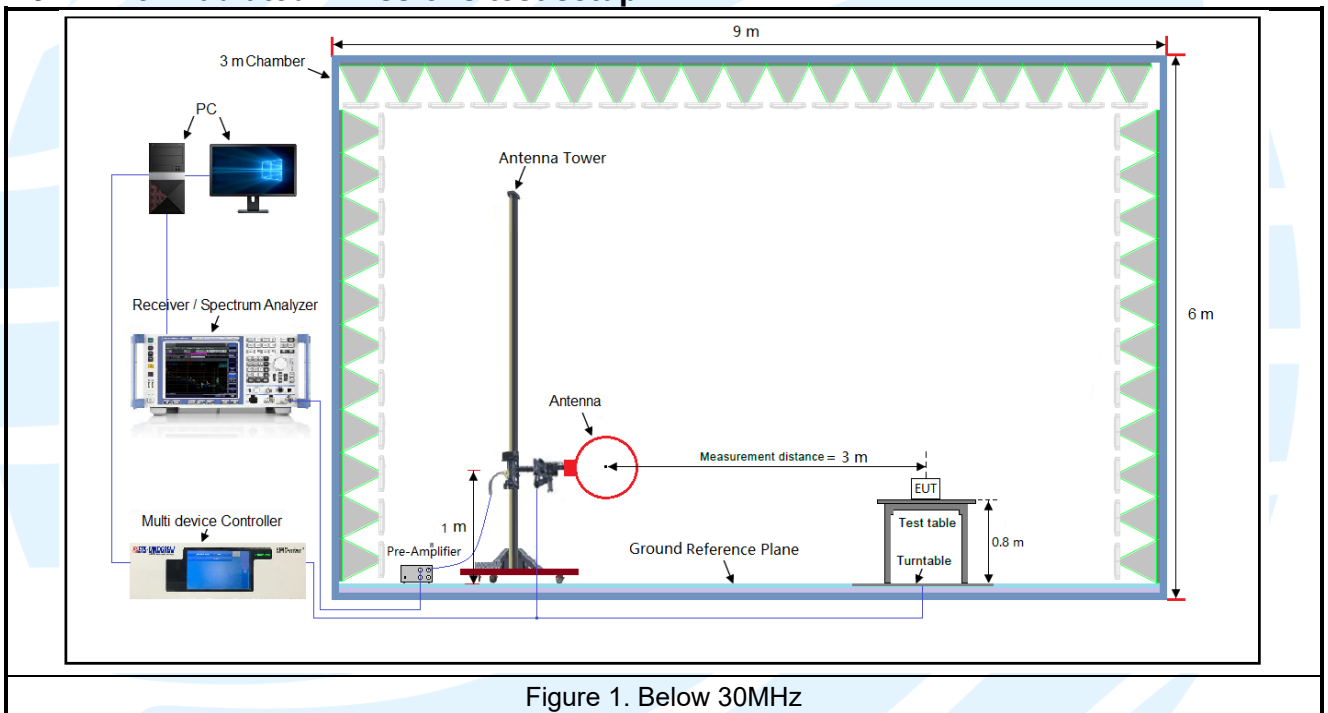 9 m
3 m Chamber
PC
Antenna Tower
Receiver / Spectrum Analyzer
6 m
Antenna
Measurement distance = 3 m
EUT
Multi device Controller
1 m
Test table
0.8 m
Pre-Amplifier
Ground Reference Plane
Turntable
Figure 1. Below 30MHz